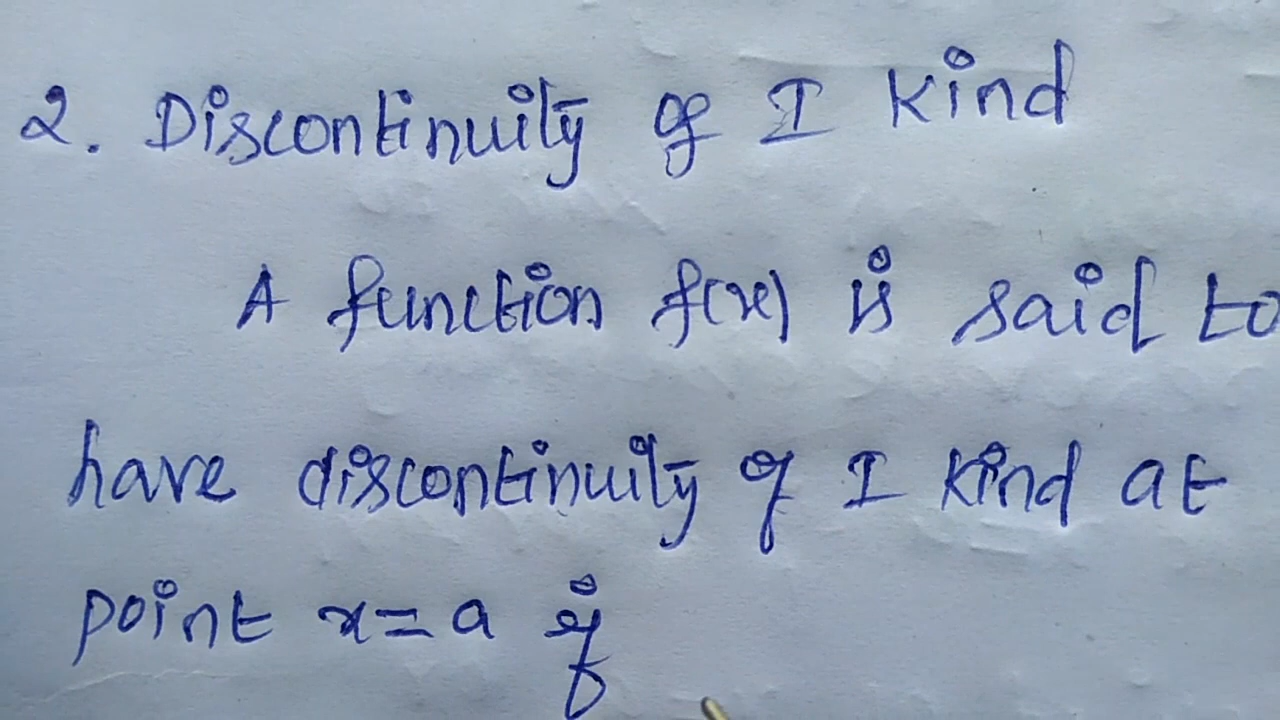 2. Discontinuity of I Kind
A function f(x) is said to
have discontinuity of I Kind at
point x=a if